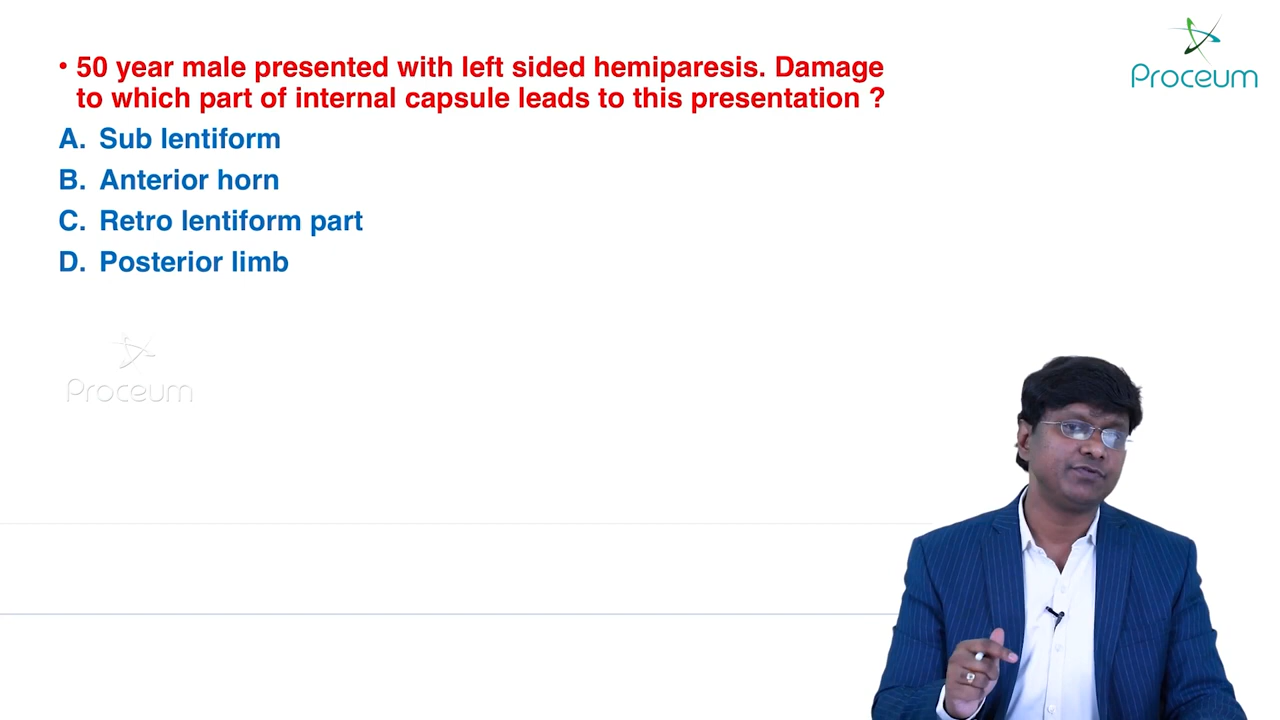 • 50 year male presented with left sided hemiparesis. Damage
to which part of internal capsule leads to this presentation ?
A. Sub lentiform
B. Anterior horn
C. Retro lentiform part
D. Posterior limb
Proceum
Proceum